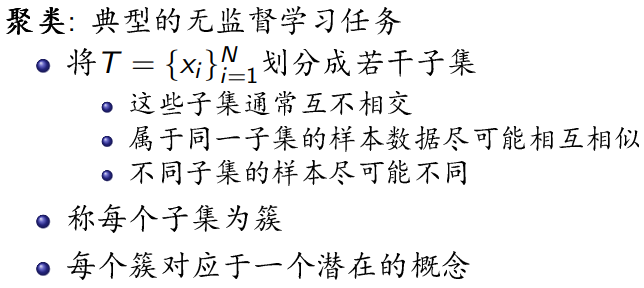 聚类: 典型的无监督学习任务
将$T = \{x_i\}_{i=1}^{N}$划分成若干子集
这些子集通常互不相交
属于同一子集的样本数据尽可能相互相似
不同子集的样本尽可能不同
称每个子集为簇
每个簇对应于一个潜在的概念